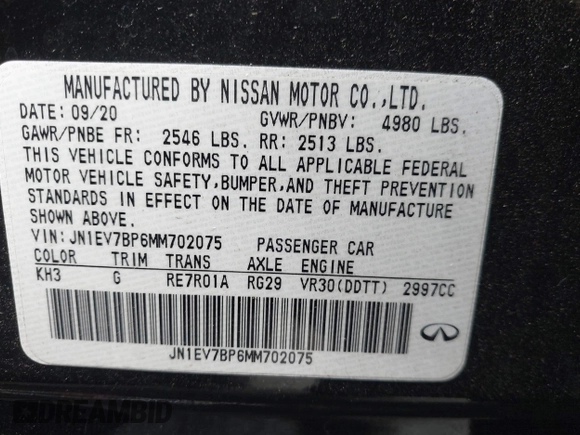 MANUFACTURED BY NISSAN MOTOR CO.,LTD.
DATE: 09/20 GVWR/PNBV: 4980 LBS.
GAWR/PNBE FR: 2546 LBS. RR: 2513 LBS.
THIS VEHICLE CONFORMS TO ALL APPLICABLE FEDERAL
MOTOR VEHICLE SAFETY,BUMPER,AND THEFT PREVENTION
STANDARDS IN EFFECT ON THE DATE OF MANUFACTURE
SHOWN ABOVE.
VIN:JN1EV7BP6MM702075 PASSENGER CAR
COLOR TRIM TRANS AXLE ENGINE
KH3 G RE7R01A RG29 VR30(DDTT) 2997CC
JN1EV7BP6MM702075
DREAMBID